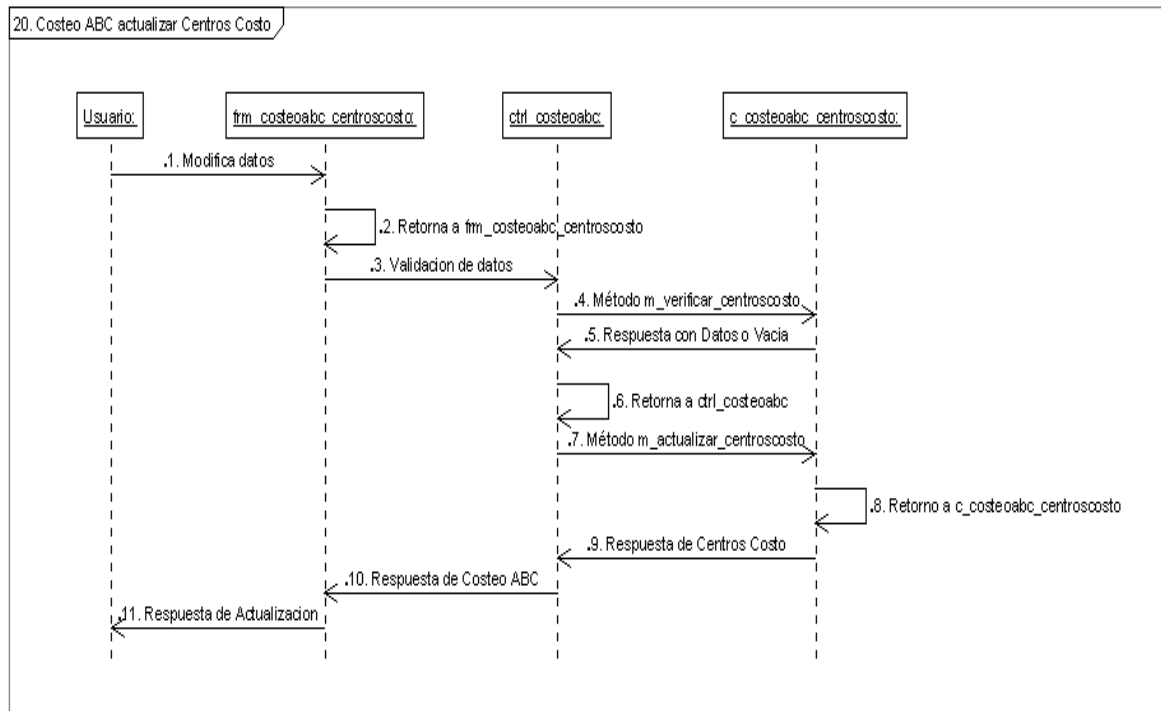 20. Costeo ABC actualizar Centros Costo
Usuario:
frm_costeoabc_centroscosto:
ctrl_costeoabc:
c_costeoabc_centroscosto:
.1. Modifica datos
.2. Retorna a frm_costeoabc_centroscosto
.3. Validacion de datos
.4. Método m_verificar_centroscosto
.5. Respuesta con Datos o Vacia
.6. Retorna a ctrl_costeoabc
.7. Método m_actualizar_centroscosto
.8. Retorno a c_costeoabc_centroscosto
.9. Respuesta de Centros Costo
.10. Respuesta de Costeo ABC
.11. Respuesta de Actualizacion